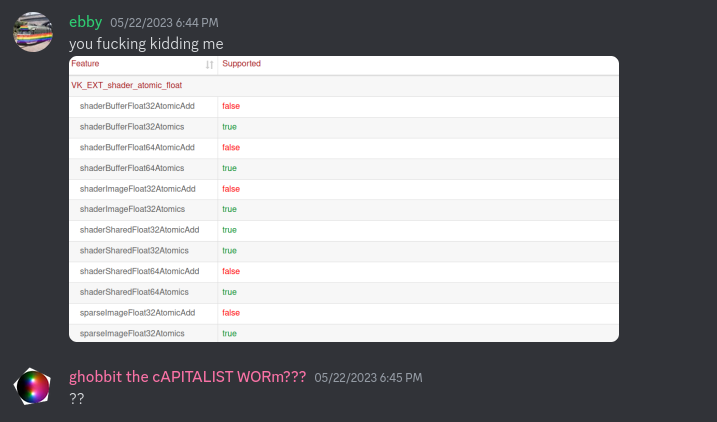 ebby 05/22/2023 6:44 PM
you fucking kidding me
Feature Supported
VK_EXT_shader_atomic_float
shaderBufferFloat32AtomicAdd false
shaderBufferFloat32Atomics true
shaderBufferFloat64AtomicAdd false
shaderBufferFloat64Atomics true
shaderImageFloat32AtomicAdd false
shaderImageFloat32Atomics true
shaderSharedFloat32AtomicAdd true
shaderSharedFloat32Atomics true
shaderSharedFloat64AtomicAdd false
shaderSharedFloat64Atomics true
sparseImageFloat32AtomicAdd false
sparseImageFloat32Atomics true
ghobbit the cAPITALIST WORm??? 05/22/2023 6:45 PM
??